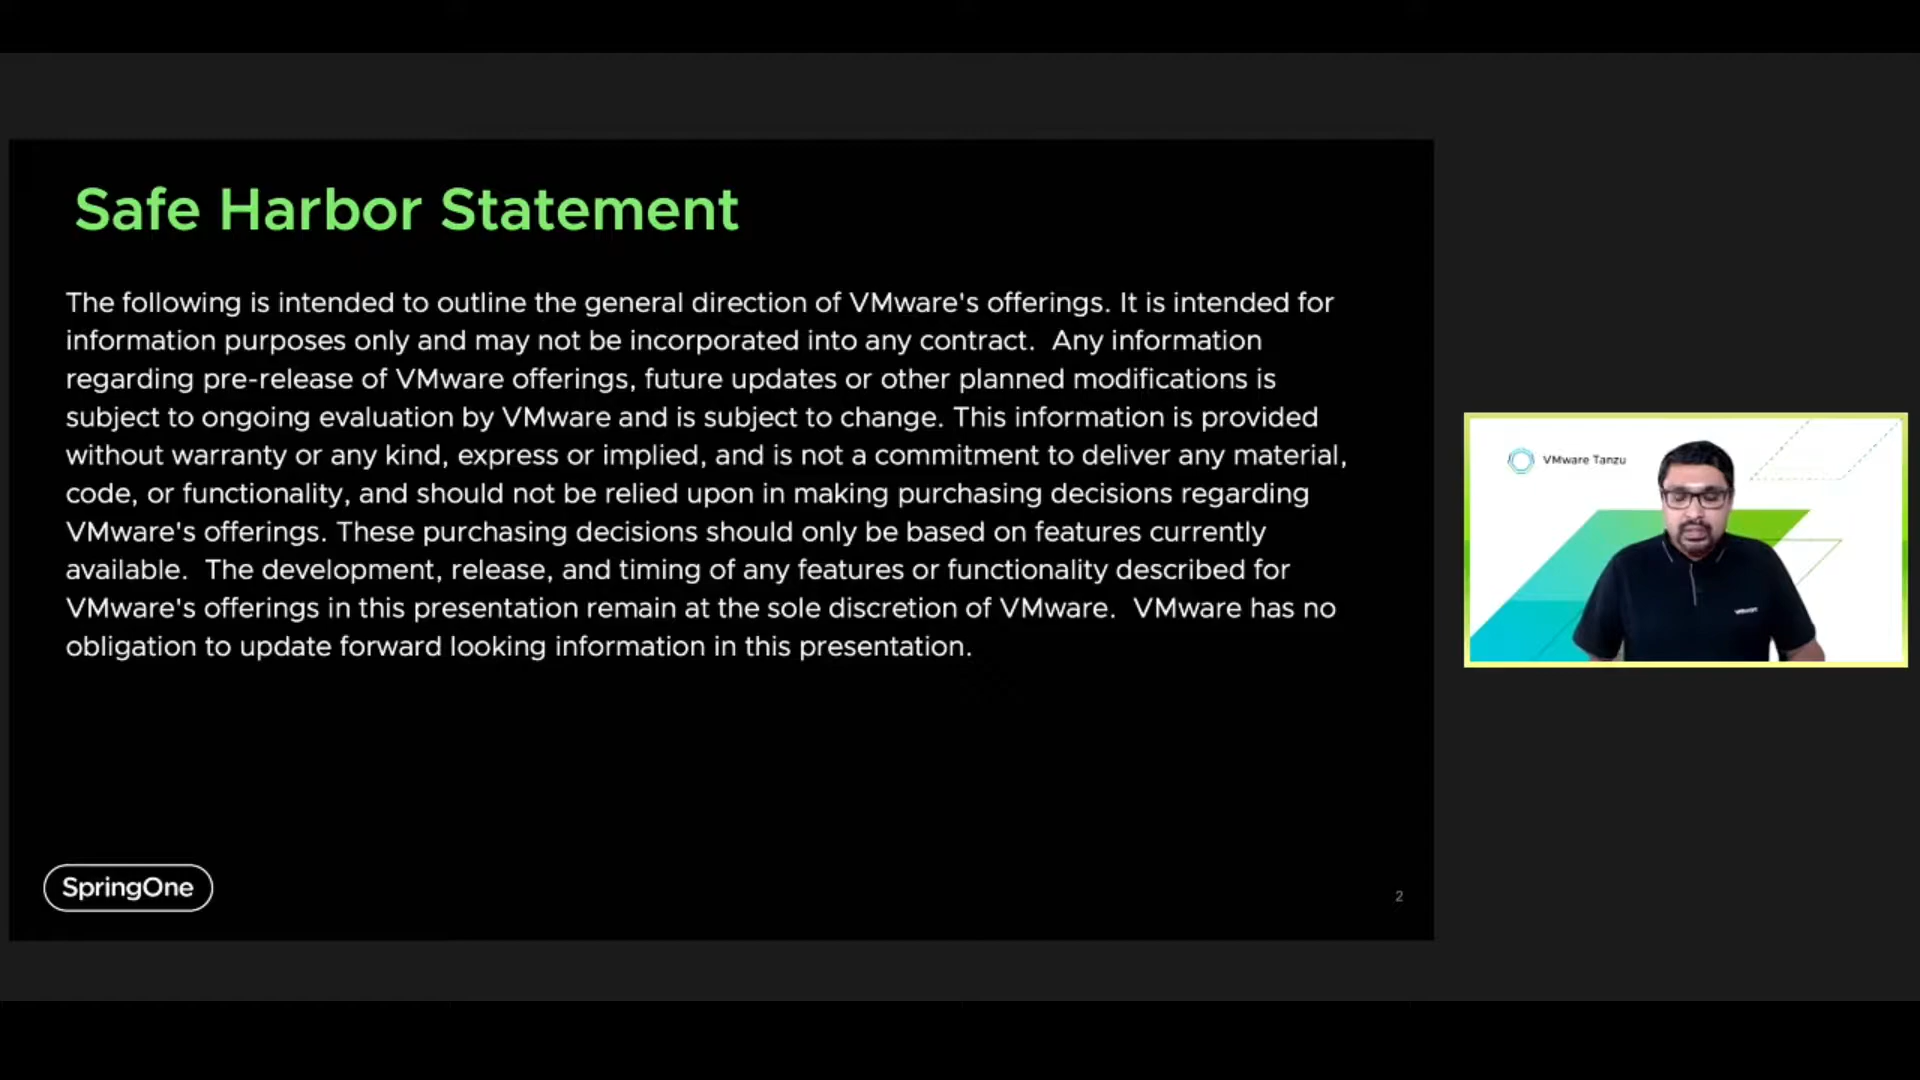 Safe Harbor Statement
The following is intended to outline the general direction of VMware's offerings. It is intended for
information purposes only and may not be incorporated into any contract.  Any information
regarding pre-release of VMware offerings, future updates or other planned modifications is
subject to ongoing evaluation by VMware and is subject to change. This information is provided
without warranty or any kind, express or implied, and is not a commitment to deliver any material,
code, or functionality, and should not be relied upon in making purchasing decisions regarding
VMware's offerings. These purchasing decisions should only be based on features currently
available.  The development, release, and timing of any features or functionality described for
VMware's offerings in this presentation remain at the sole discretion of VMware.  VMware has no
obligation to update forward looking information in this presentation.
SpringOne
2
VMware Tanzu
vmware